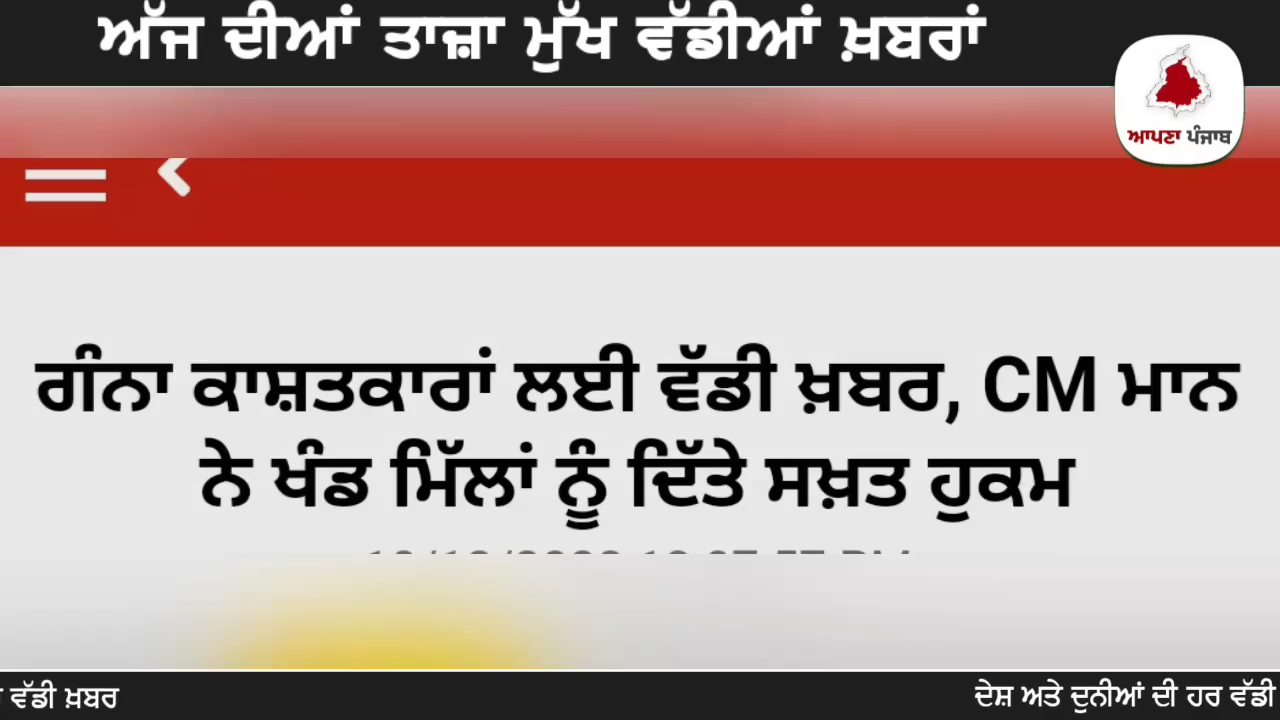 ਅੱਜ ਦੀਆਂ ਤਾਜ਼ਾ ਮੁੱਖ ਵੱਡੀਆਂ ਖ਼ਬਰਾਂ
ਆਪਣਾ ਪੰਜਾਬ
ਗੰਨਾ ਕਾਸ਼ਤਕਾਰਾਂ ਲਈ ਵੱਡੀ ਖ਼ਬਰ, CM ਮਾਨ
ਨੇ ਖੰਡ ਮਿੱਲਾਂ ਨੂੰ ਦਿੱਤੇ ਸਖ਼ਤ ਹੁਕਮ
ਵੱਡੀ ਖ਼ਬਰ
ਦੇਸ਼ ਅਤੇ ਦੁਨੀਆਂ ਦੀ ਹਰ ਵੱਡੀ